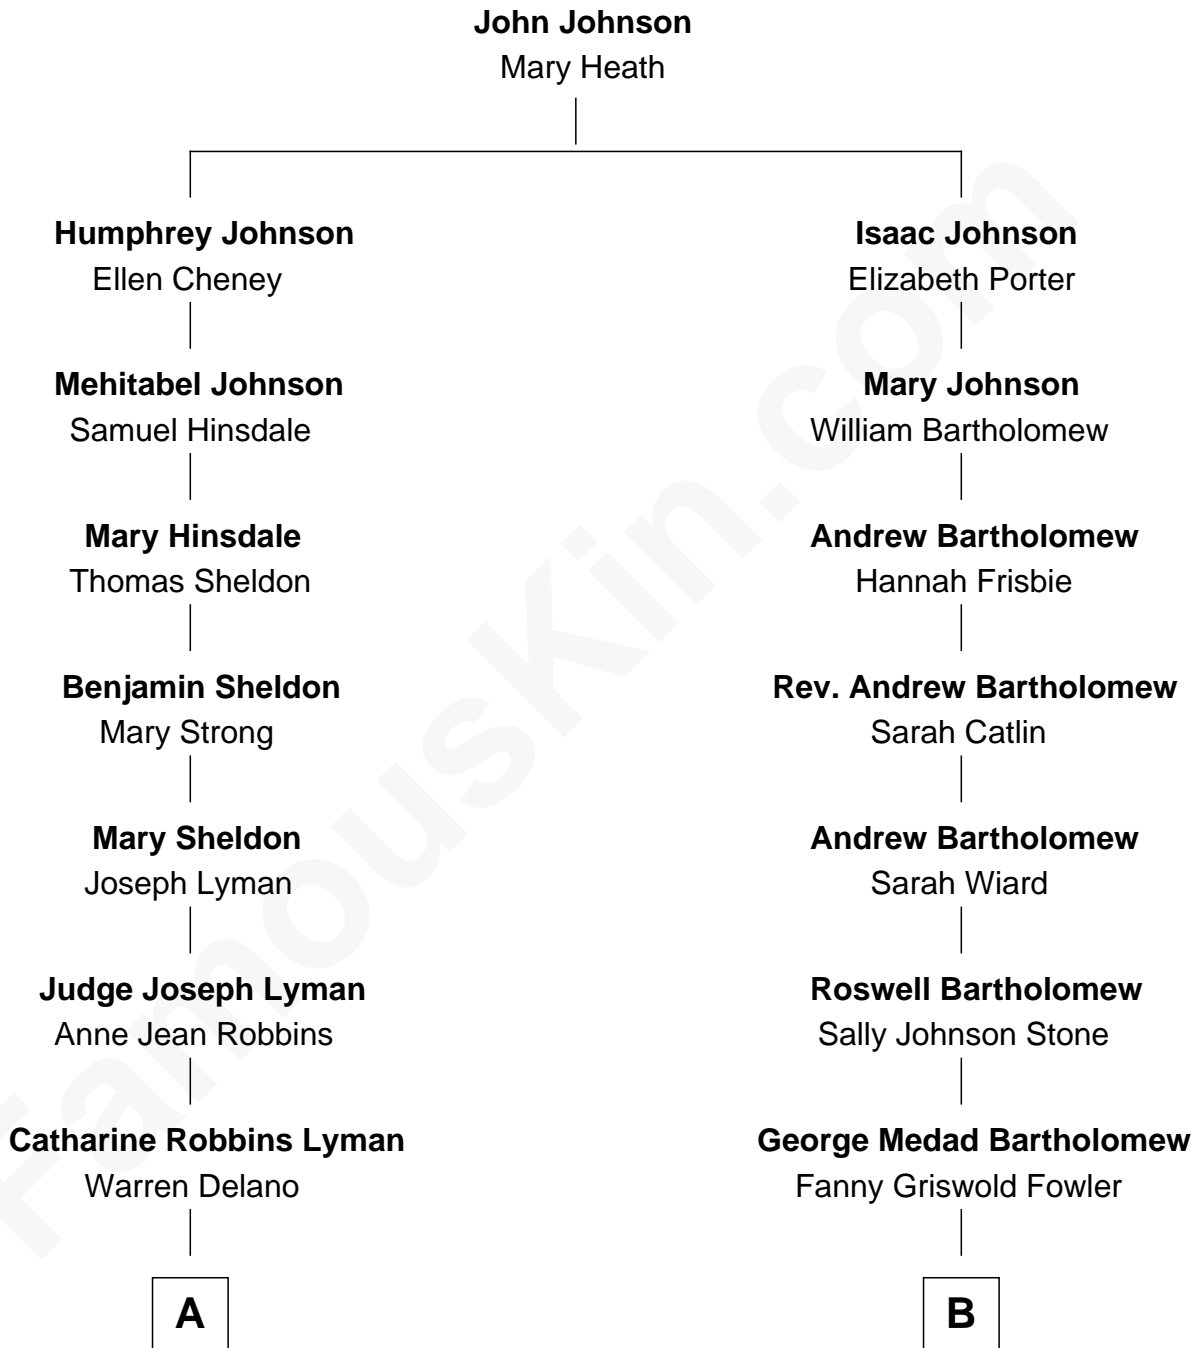 John Johnson
Mary Heath
Humphrey Johnson
Ellen Cheney
Mehitabel Johnson
Samuel Hinsdale
Mary Hinsdale
Thomas Sheldon
Benjamin Sheldon
Mary Strong
Mary Sheldon
Joseph Lyman
Judge Joseph Lyman
Anne Jean Robbins
Catharine Robbins Lyman
Warren Delano
A
Isaac Johnson
Elizabeth Porter
Mary Johnson
William Bartholomew
Andrew Bartholomew
Hannah Frisbie
Rev. Andrew Bartholomew
Sarah Catlin
Andrew Bartholomew
Sarah Wiard
Roswell Bartholomew
Sally Johnson Stone
George Medad Bartholomew
Fanny Griswold Fowler
B
FamousKin.com